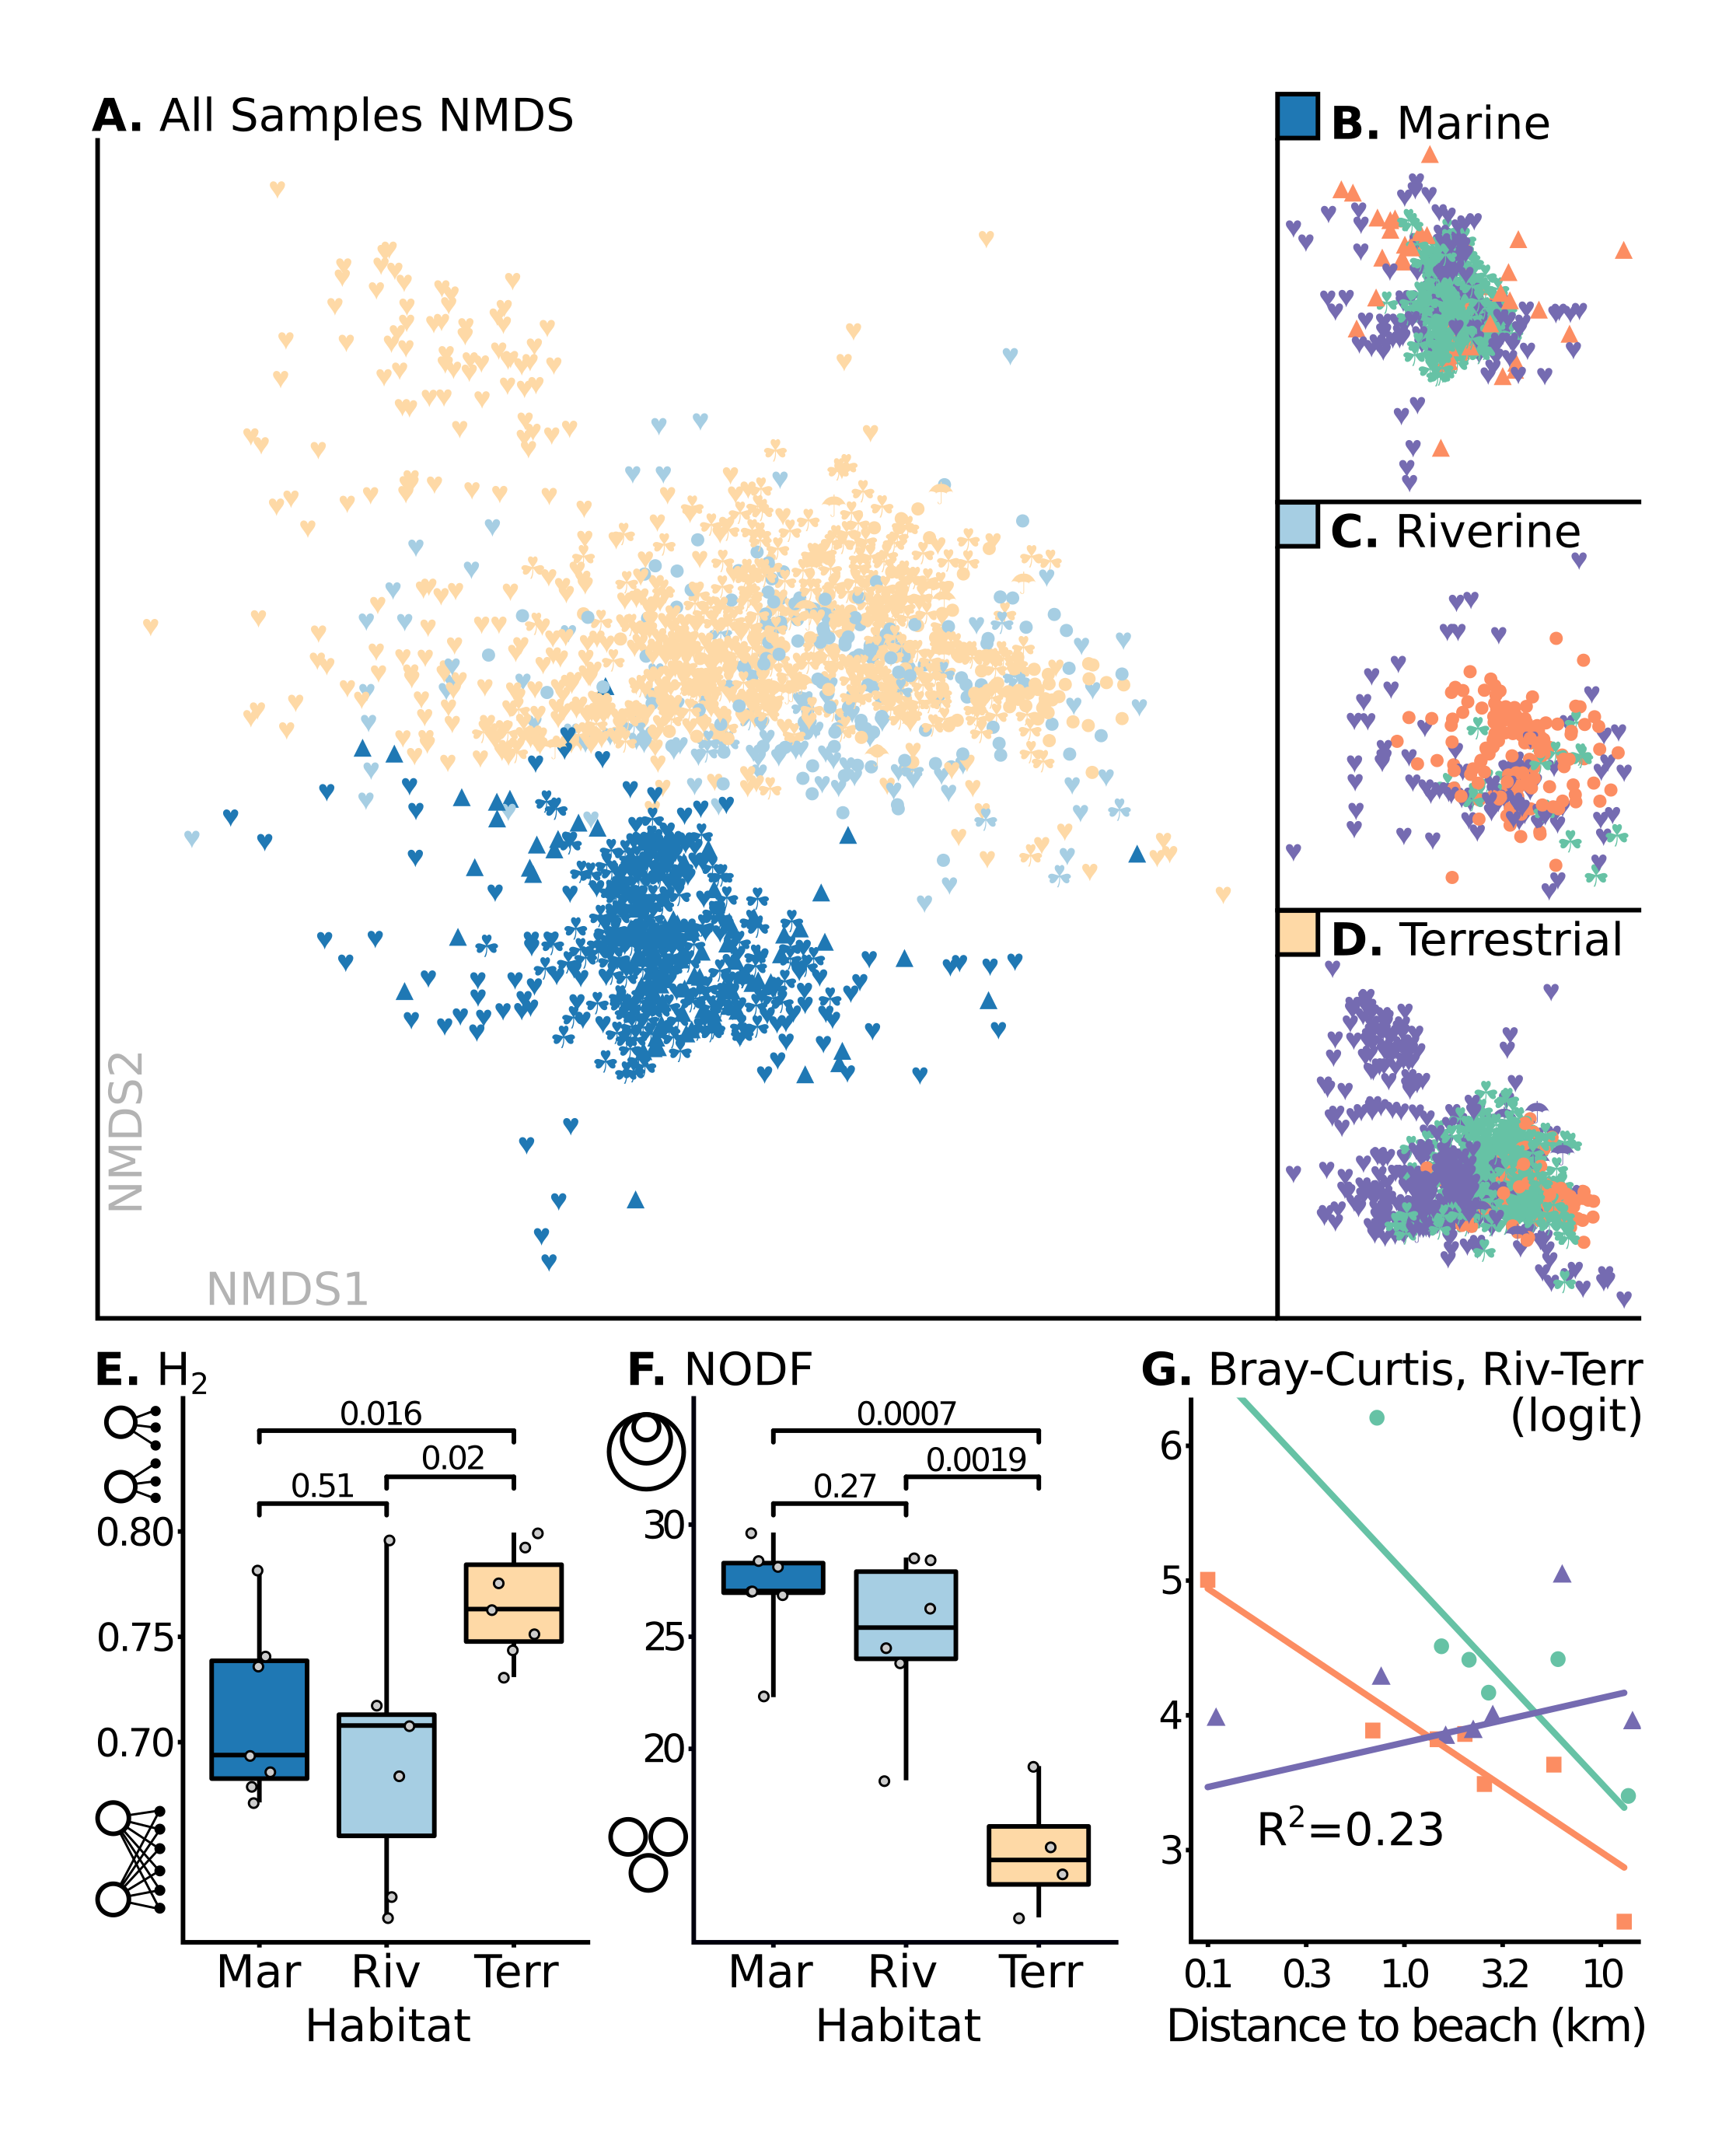 A. All Samples NMDS
B. Marine
C. Riverine
D. Terrestrial
NMDS2
NMDS1
E. H2
0.016
0.02
0.51
0.80
0.75
0.70
Mar Riv Terr
Habitat
F. NODF
0.0007
0.0019
0.27
30
25
20
Mar Riv Terr
Habitat
G. Bray-Curtis, Riv-Terr
(logit)
6
5
4
3
R2=0.23
0.1 0.3 1.0 3.2 10
Distance to beach (km)